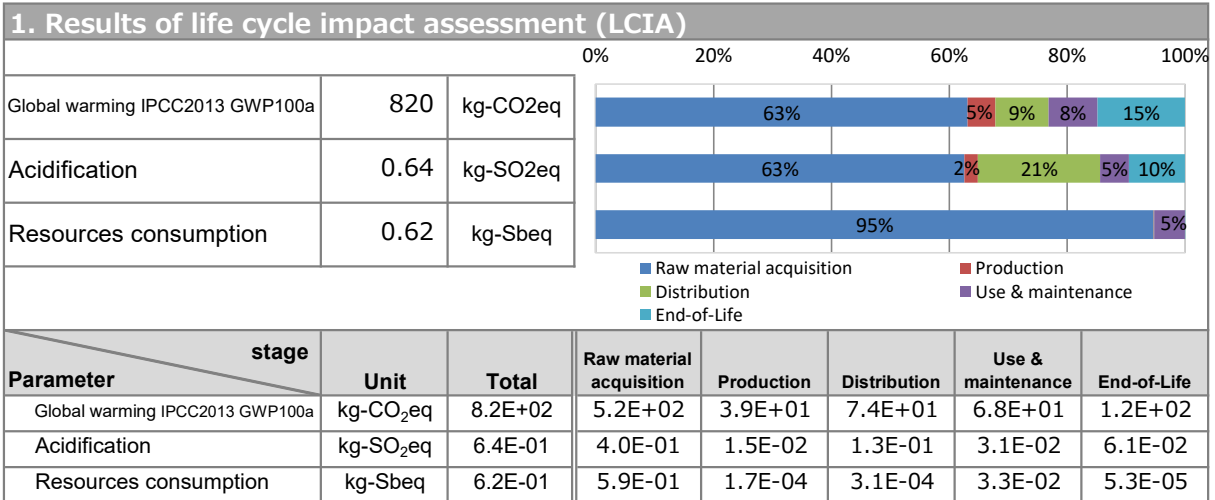 1. Results of life cycle impact assessment (LCIA)
0% 20% 40% 60% 80% 100%
Global warming IPCC2013 GWP100a 820 kg-CO2eq 63% 5% 9% 8% 15%
Acidification 0.64 kg-SO2eq 63% 2% 21% 5% 10%
Resources consumption 0.62 kg-Sbeq 95% 5%
Raw material acquisition Production
Distribution Use & maintenance
End-of-Life
stage
Parameter Unit Total Raw material acquisition Production Distribution Use & maintenance End-of-Life
Global warming IPCC2013 GWP100a kg-CO₂eq 8.2E+02 5.2E+02 3.9E+01 7.4E+01 6.8E+01 1.2E+02
Acidification kg-SO₂eq 6.4E-01 4.0E-01 1.5E-02 1.3E-01 3.1E-02 6.1E-02
Resources consumption kg-Sbeq 6.2E-01 5.9E-01 1.7E-04 3.1E-04 3.3E-02 5.3E-05